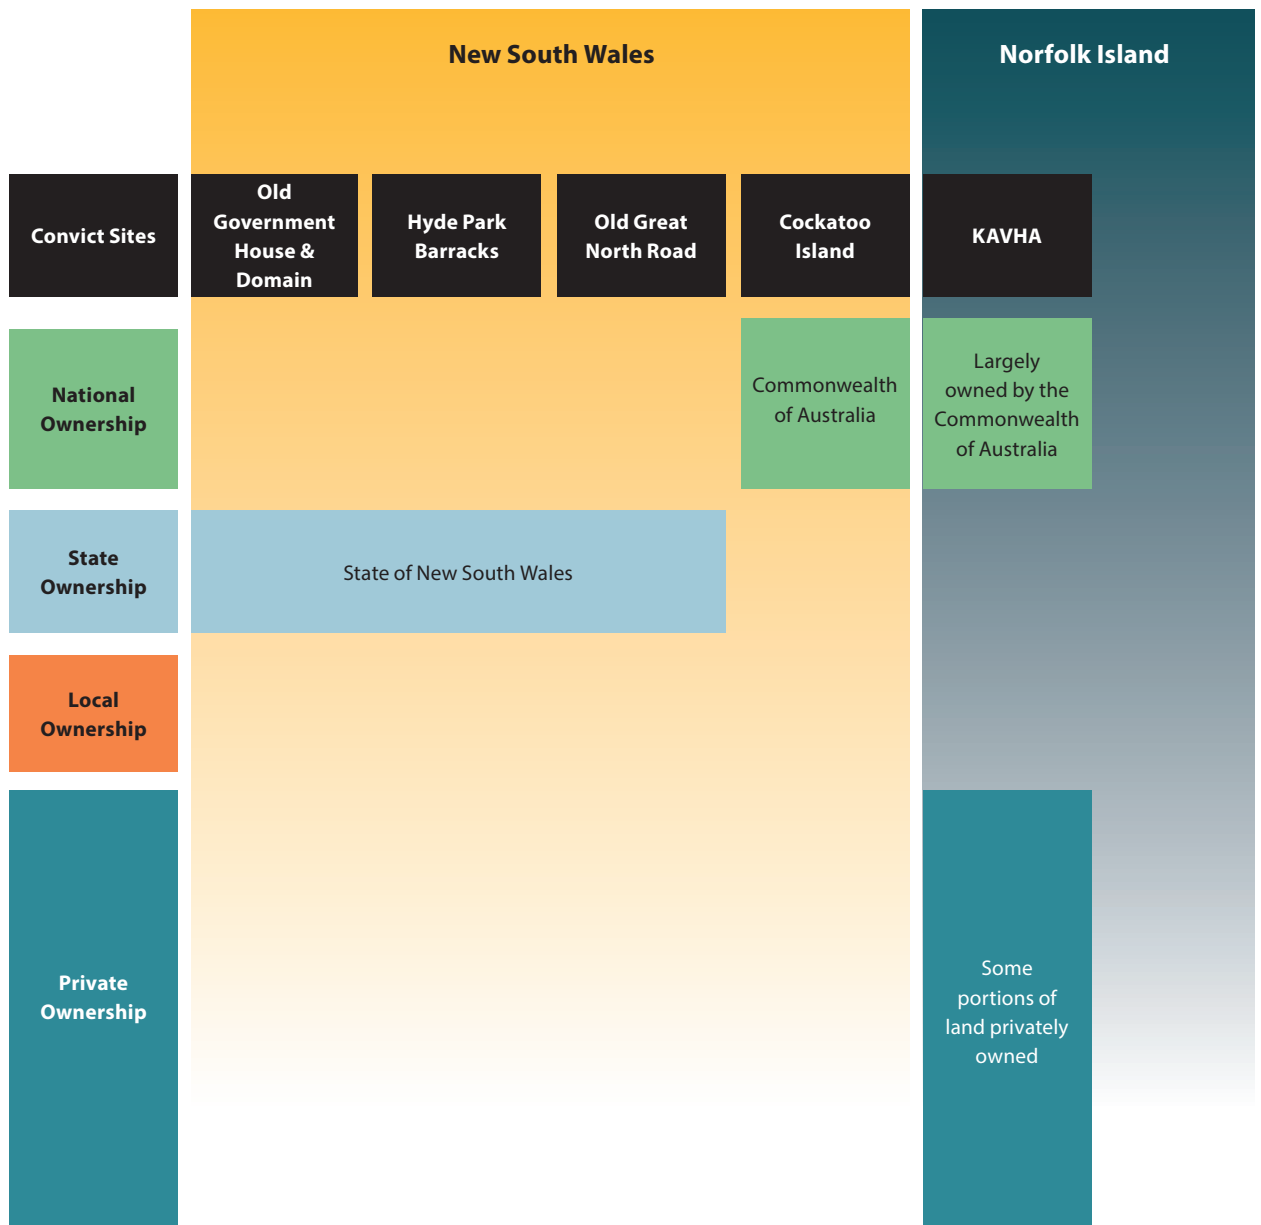 New South Wales
Norfolk Island
Convict Sites
Old
Government
House &
Domain
Hyde Park
Barracks
Old Great
North Road
Cockatoo
Island
KAVHA
National
Ownership
Commonwealth
of Australia
Largely
owned by the
Commonwealth
of Australia
State
Ownership
State of New South Wales
Local
Ownership
Private
Ownership
Some
portions of
land privately
owned